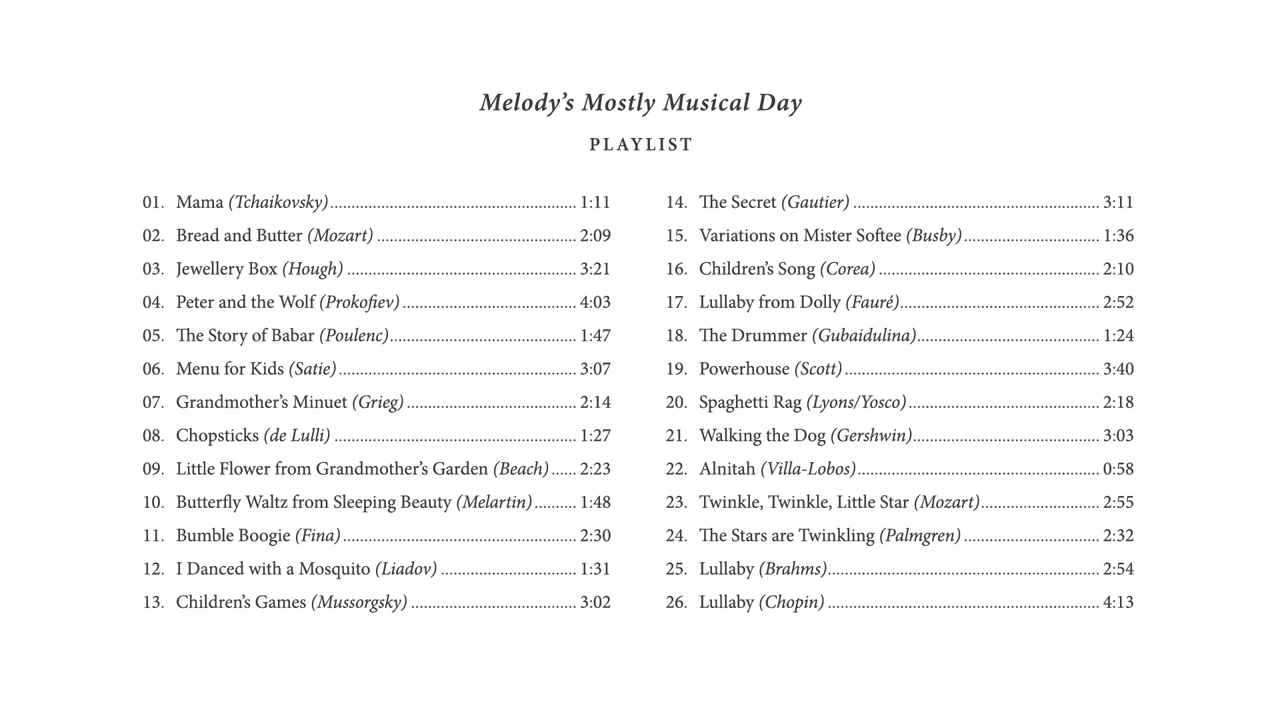 Melody’s Mostly Musical Day
PLAYLIST
01. Mama (Tchaikovsky) 1:11
02. Bread and Butter (Mozart) 2:09
03. Jewellery Box (Hough) 3:21
04. Peter and the Wolf (Prokofiev) 4:03
05. The Story of Babar (Poulenc) 1:47
06. Menu for Kids (Satie) 3:07
07. Grandmother’s Minuet (Grieg) 2:14
08. Chopsticks (de Lulli) 1:27
09. Little Flower from Grandmother’s Garden (Beach) 2:23
10. Butterfly Waltz from Sleeping Beauty (Melartin) 1:48
11. Bumble Boogie (Fina) 2:30
12. I Danced with a Mosquito (Liadov) 1:31
13. Children’s Games (Mussorgsky) 3:02
14. The Secret (Gautier) 3:11
15. Variations on Mister Softee (Busby) 1:36
16. Children’s Song (Corea) 2:10
17. Lullaby from Dolly (Fauré) 2:52
18. The Drummer (Gubaidulina) 1:24
19. Powerhouse (Scott) 3:40
20. Spaghetti Rag (Lyons/Yosco) 2:18
21. Walking the Dog (Gershwin) 3:03
22. Alnitah (Villa-Lobos) 0:58
23. Twinkle, Twinkle, Little Star (Mozart) 2:55
24. The Stars are Twinkling (Palmgren) 2:32
25. Lullaby (Brahms) 2:54
26. Lullaby (Chopin) 4:13